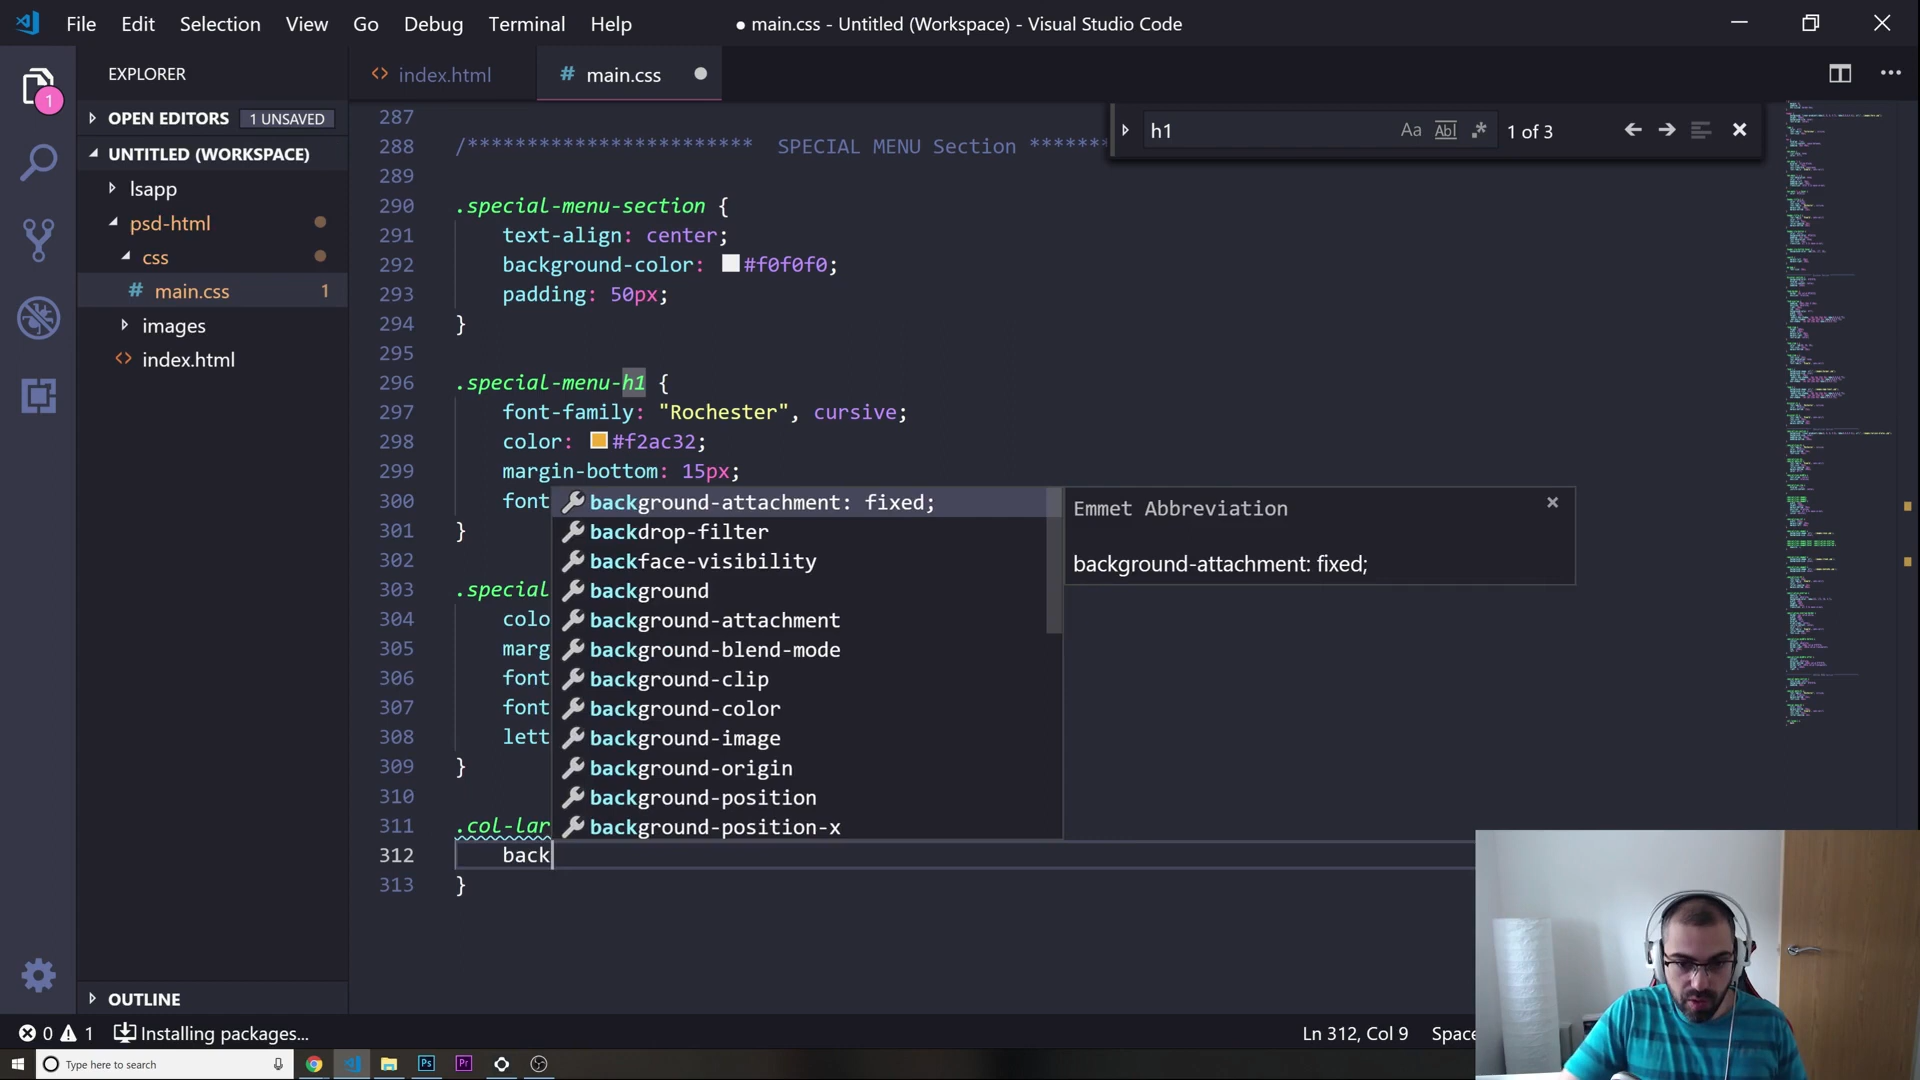 File Edit Selection View Go Debug Terminal Help
● main.css - Untitled (Workspace) - Visual Studio Code
EXPLORER
OPEN EDITORS 1 UNSAVED
UNTITLED (WORKSPACE)
lsapp
psd-html
css
# main.css 1
images
<> index.html
OUTLINE
1
<> index.html
# main.css
h1
Aa Abl .* 1 of 3
287
288 /************************ SPECIAL MENU Section *******
289
290 .special-menu-section {
291 text-align: center;
292 background-color: #f0f0f0;
293 padding: 50px;
294 }
295
296 .special-menu-h1 {
297 font-family: "Rochester", cursive;
298 color: #f2ac32;
299 margin-bottom: 15px;
300 font
301 }
302
303 .special
304 colo
305 marg
306 font
307 font
308 lett
309 }
310
311 .col-lar
312 back
313 }
background-attachment: fixed;
backdrop-filter
backface-visibility
background
background-attachment
background-blend-mode
background-clip
background-color
background-image
background-origin
background-position
background-position-x
Emmet Abbreviation
background-attachment: fixed;
0 1 Installing packages...
Ln 312, Col 9 Space
Type here to search
Ps Pr